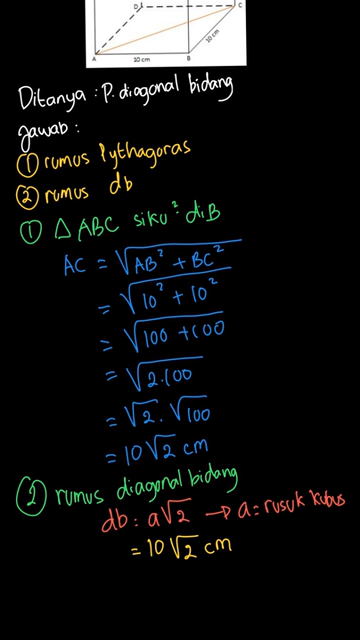 D
C
A
10 cm
B
10 cm
Ditanya : P. diagonal bidang
Jawab :
① rumus Pythagoras
② rumus db
① △ ABC siku² di B
AC = √AB² + BC²
= √10² + 10²
= √100 + 100
= √2.100
= √2 . √100
= 10√2 cm
② rumus diagonal bidang
db : a√2 → a = rusuk kubus
= 10√2 cm